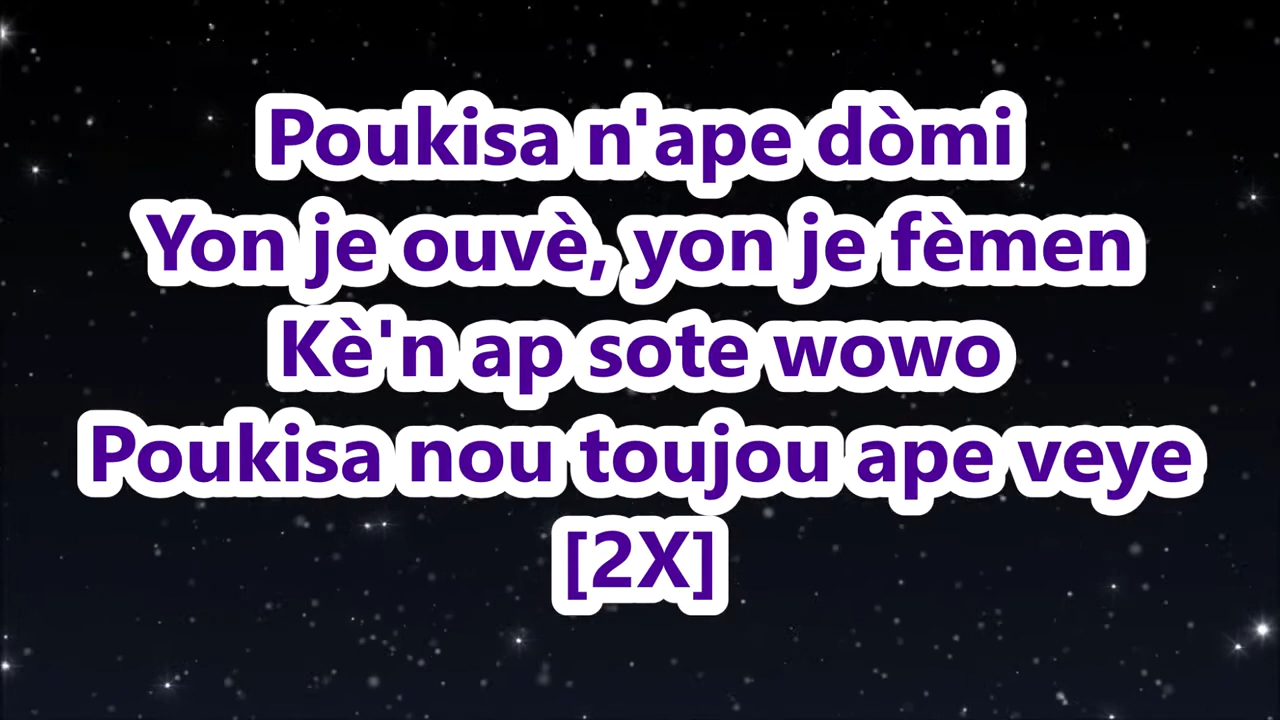 Poukisa n'ape dòmi
Yon je ouvè, yon je fèmen
Kè'n ap sote wowo
Poukisa nou toujou ape veye
[2X]